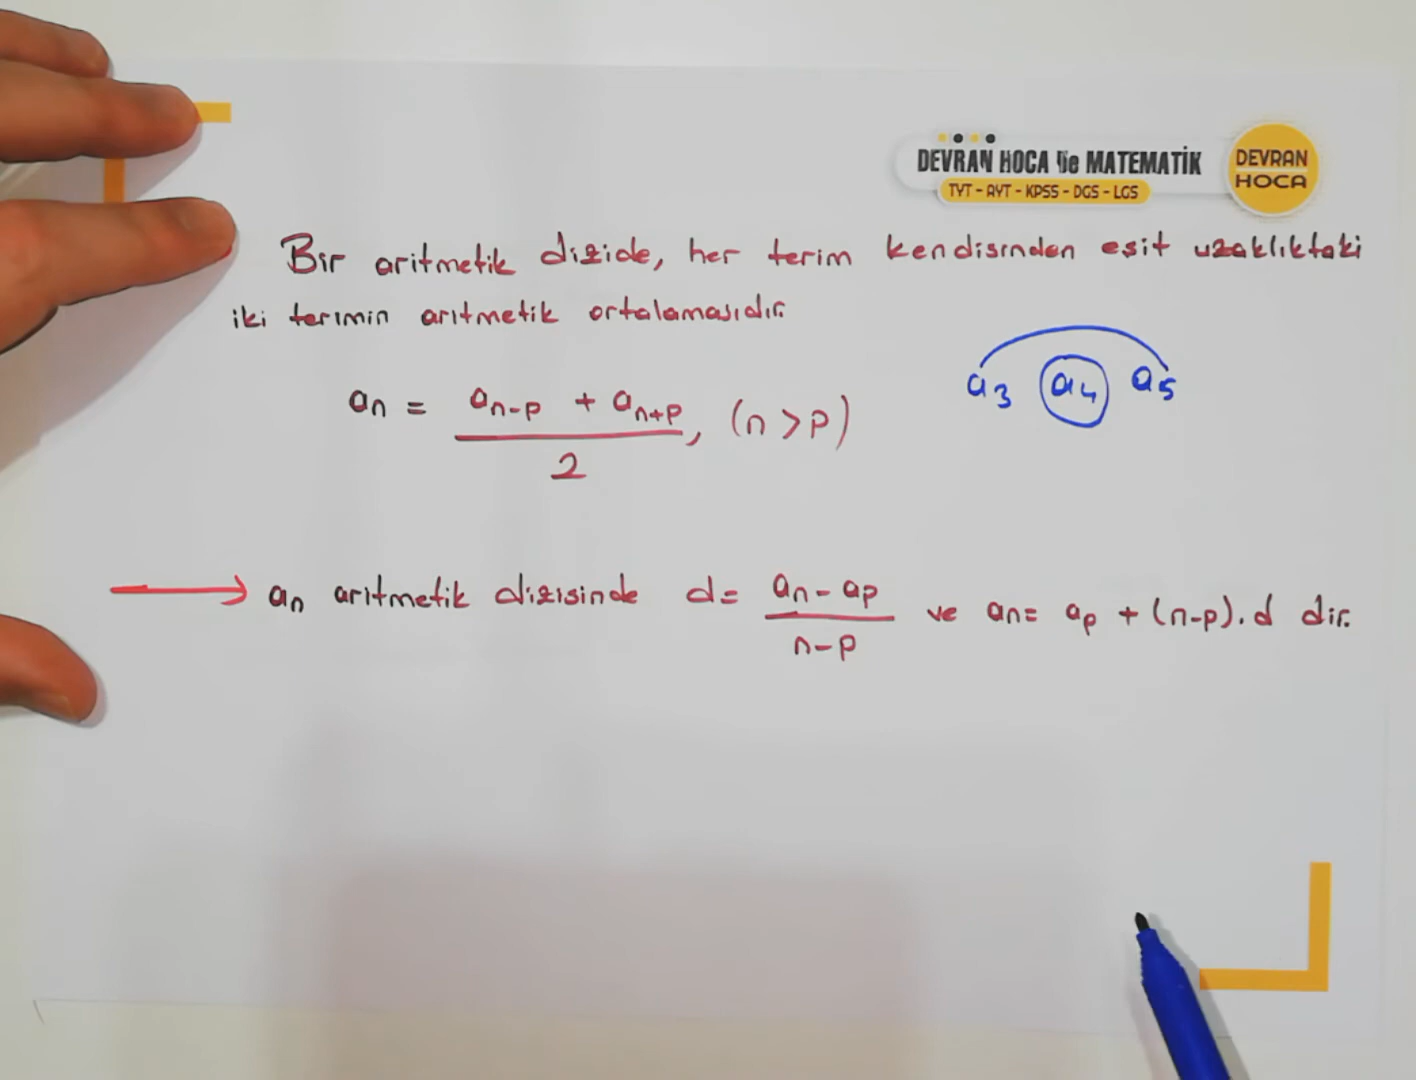 DEVRAN HOCA ile MATEMATİK
TYT - AYT - KPSS - DGS - LGS
DEVRAN
HOCA
Bir aritmetik dizide, her terim kendisinden eşit uzaklıktaki
iki terimin aritmetik ortalamasıdır.
an = an-p + an+p / 2, (n > p)
a3 a4 a5
an aritmetik dizisinde d= an - ap / n-p ve an= ap + (n-p).d dir.